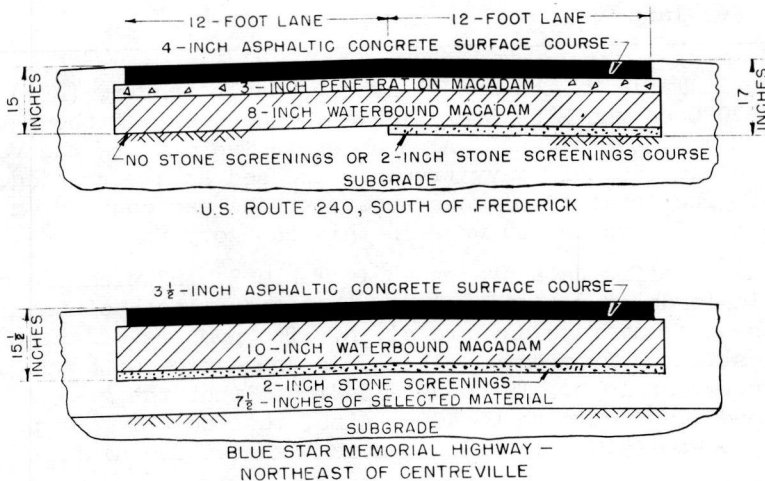 12-FOOT LANE 12-FOOT LANE
4-INCH ASPHALTIC CONCRETE SURFACE COURSE
3-INCH PENETRATION MACADAM
8-INCH WATERBOUND MACADAM
15 INCHES
17 INCHES
NO STONE SCREENINGS OR 2-INCH STONE SCREENINGS COURSE
SUBGRADE
U.S. ROUTE 240, SOUTH OF FREDERICK
3½-INCH ASPHALTIC CONCRETE SURFACE COURSE
15½ INCHES
10-INCH WATERBOUND MACADAM
2-INCH STONE SCREENINGS
7½-INCHES OF SELECTED MATERIAL
SUBGRADE
BLUE STAR MEMORIAL HIGHWAY –
NORTHEAST OF CENTREVILLE